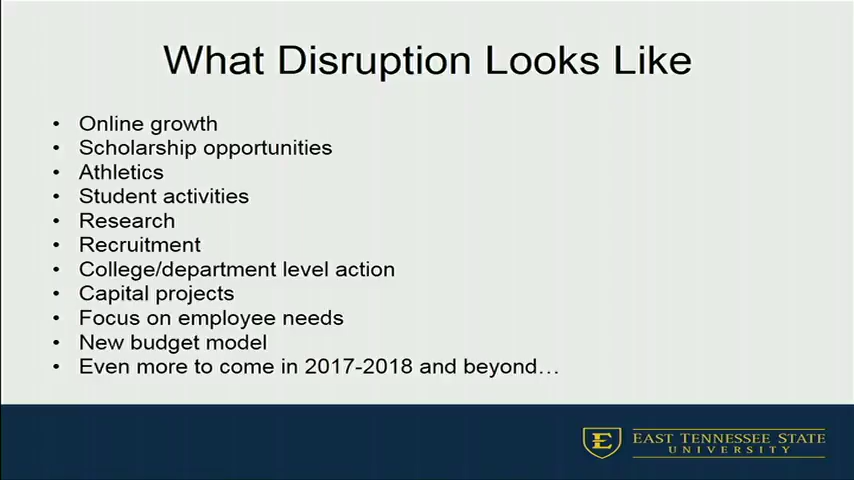 What Disruption Looks Like
• Online growth
• Scholarship opportunities
• Athletics
• Student activities
• Research
• Recruitment
• College/department level action
• Capital projects
• Focus on employee needs
• New budget model
• Even more to come in 2017-2018 and beyond…
E
EAST TENNESSEE STATE
UNIVERSITY